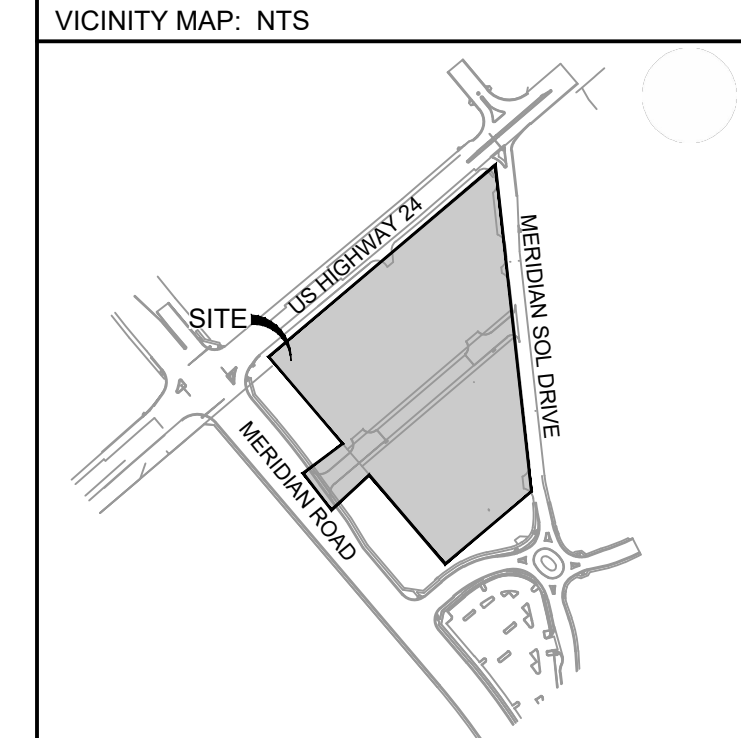 VICINITY MAP: NTS
US HIGHWAY 24
SITE
MERIDIAN SOL DRIVE
MERIDIAN ROAD